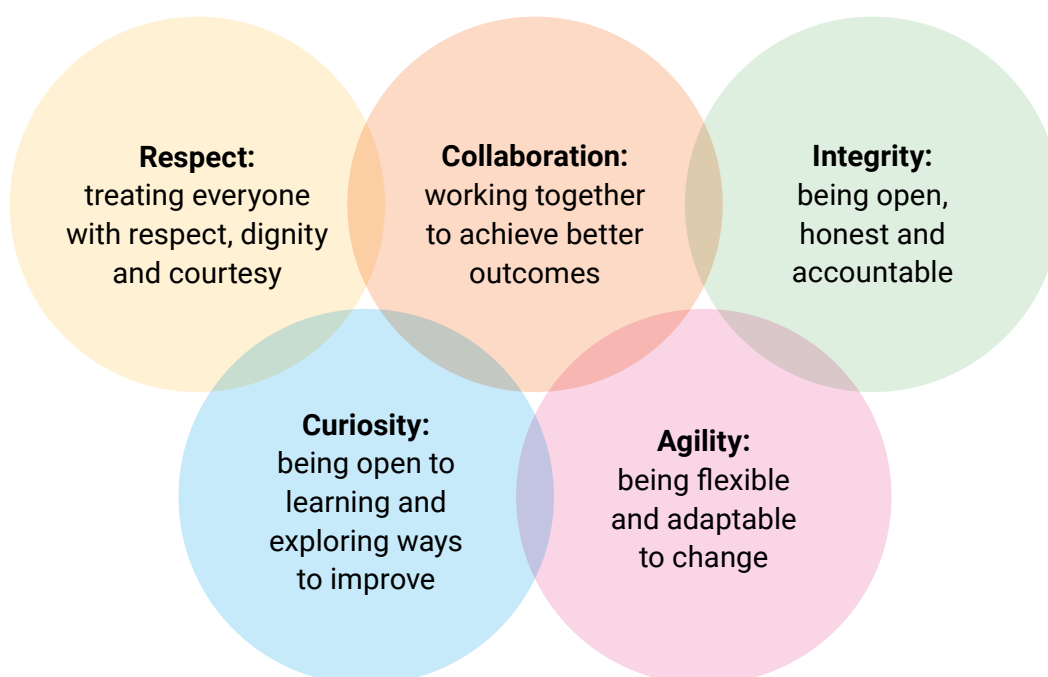 Respect:
treating everyone
with respect, dignity
and courtesy
Collaboration:
working together
to achieve better
outcomes
Integrity:
being open,
honest and
accountable
Curiosity:
being open to
learning and
exploring ways
to improve
Agility:
being flexible
and adaptable
to change